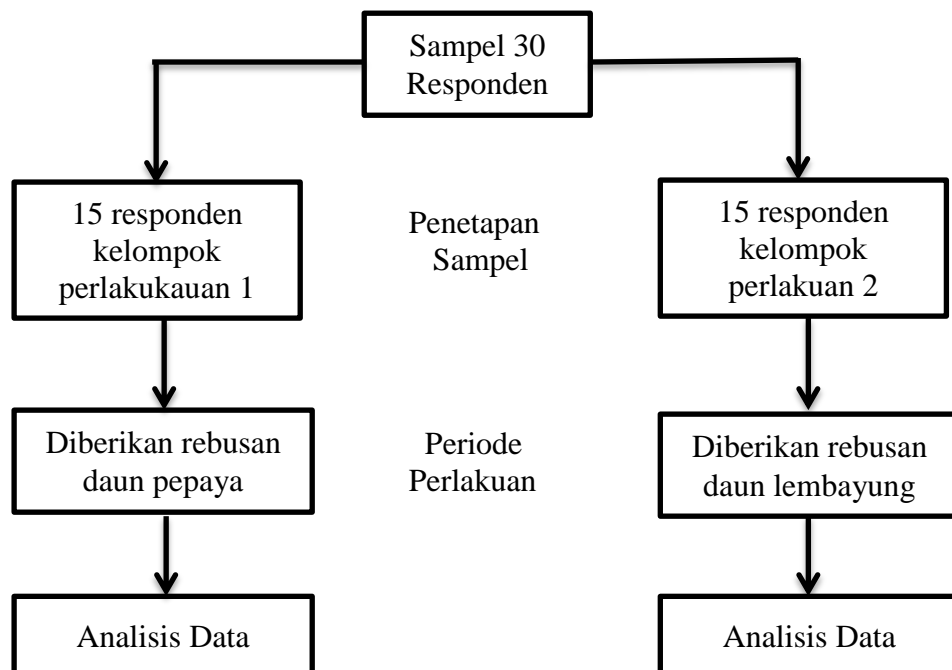 Sampel 30
Responden
15 responden
kelompok
perlakukauan 1
Penetapan
Sampel
15 responden
kelompok
perlakuan 2
Diberikan rebusan
daun pepaya
Periode
Perlakuan
Diberikan rebusan
daun lembayung
Analisis Data
Analisis Data